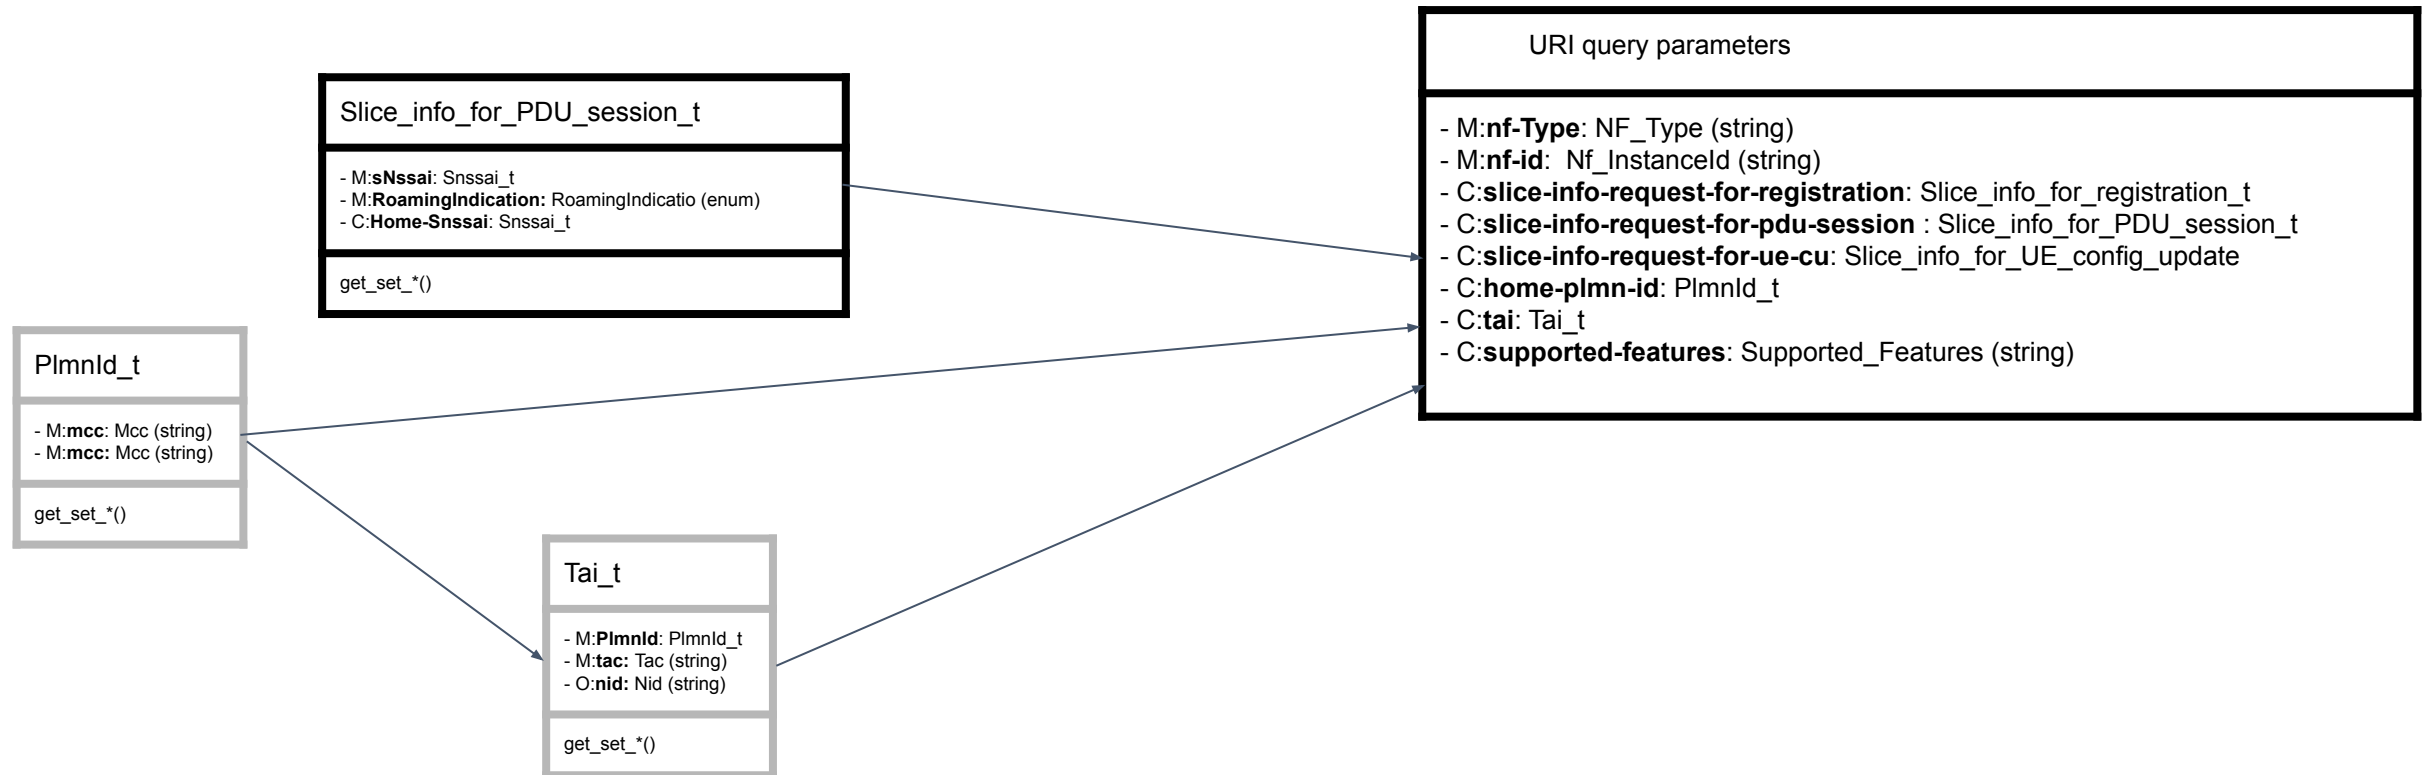 URI query parameters
- M:nf-Type: NF_Type (string)
- M:nf-id:  Nf_InstanceId (string)
- C:slice-info-request-for-registration: Slice_info_for_registration_t
- C:slice-info-request-for-pdu-session : Slice_info_for_PDU_session_t
- C:slice-info-request-for-ue-cu: Slice_info_for_UE_config_update
- C:home-plmn-id: PlmnId_t
- C:tai: Tai_t
- C:supported-features: Supported_Features (string)
Slice_info_for_PDU_session_t
- M:sNssai: Snssai_t
- M:RoamingIndication: RoamingIndicatio (enum)
- C:Home-Snssai: Snssai_t
get_set_*()
PlmnId_t
- M:mcc: Mcc (string)
- M:mcc: Mcc (string)
get_set_*()
Tai_t
- M:PlmnId: PlmnId_t
- M:tac: Tac (string)
- O:nid: Nid (string)
get_set_*()